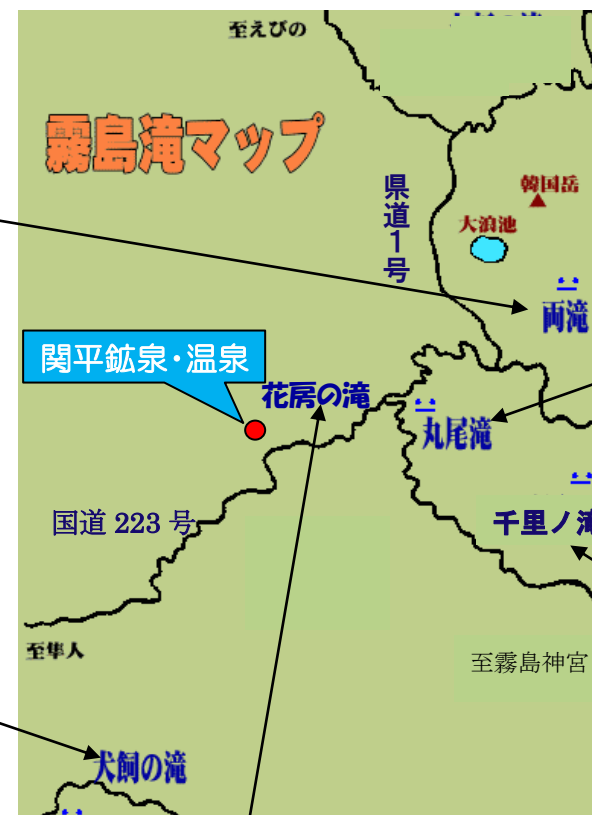 至えびの
霧島滝マップ
県道1号
韓国岳
大浪池
両滝
関平鉱泉・温泉
花房の滝
丸尾滝
国道 223 号
千里ノ滝
至隼人
至霧島神宮
犬飼の滝